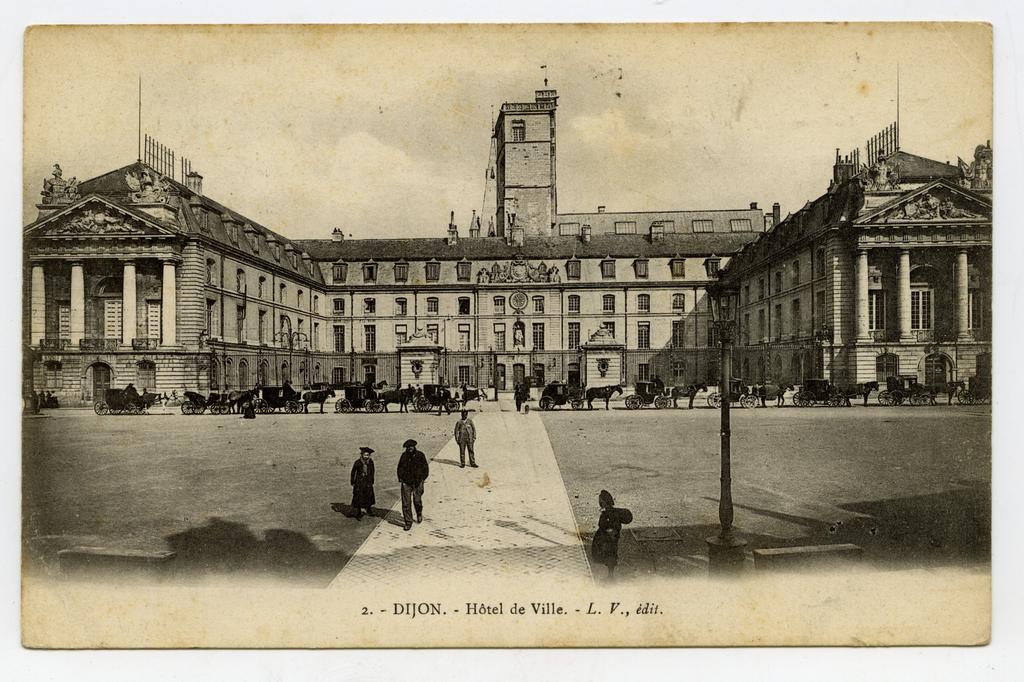 2. - DIJON. - Hôtel de Ville. - L. V., édit.